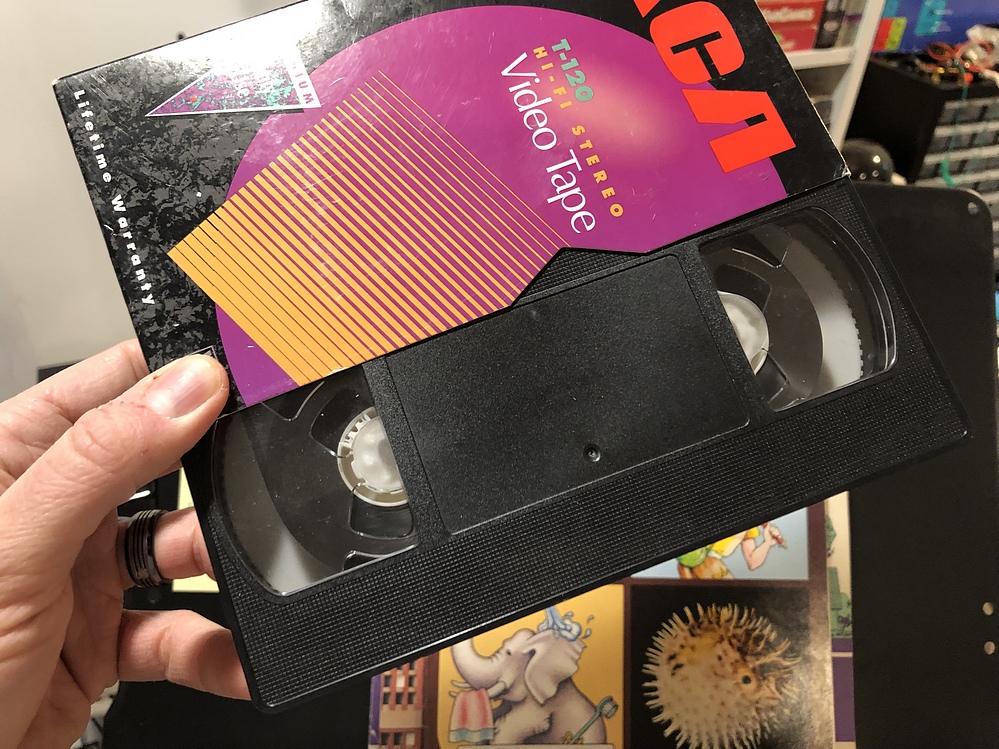 RCA
T-120
HI-FI STEREO
Video Tape
Lifetime Warranty